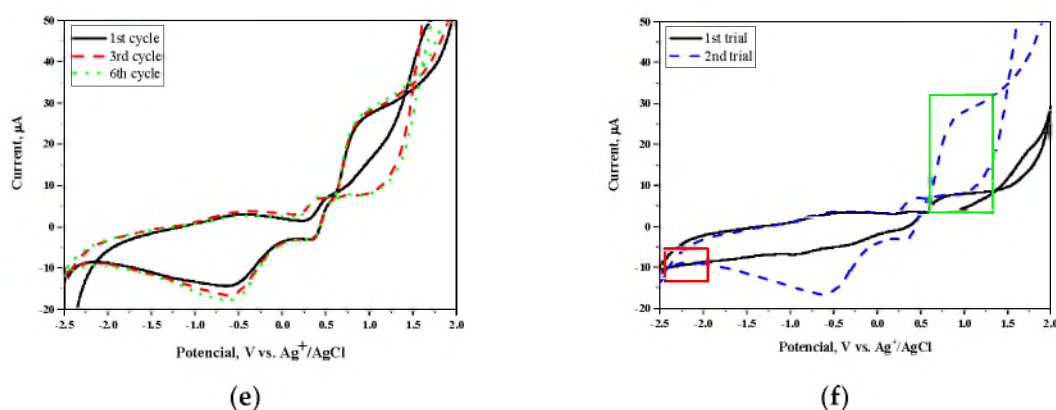 50
40
30
20
10
0
-10
-20
Current, µA
1st cycle
3rd cycle
6th cycle
-2.5 -2.0 -1.5 -1.0 -0.5 0.0 0.5 1.0 1.5 2.0
Potencial, V vs. Ag⁺/AgCl
(e)
50
40
30
20
10
0
-10
-20
Current, µA
1st trial
2nd trial
-2.5 -2.0 -1.5 -1.0 -0.5 0.0 0.5 1.0 1.5 2.0
Potencial, V vs. Ag⁺/AgCl
(f)